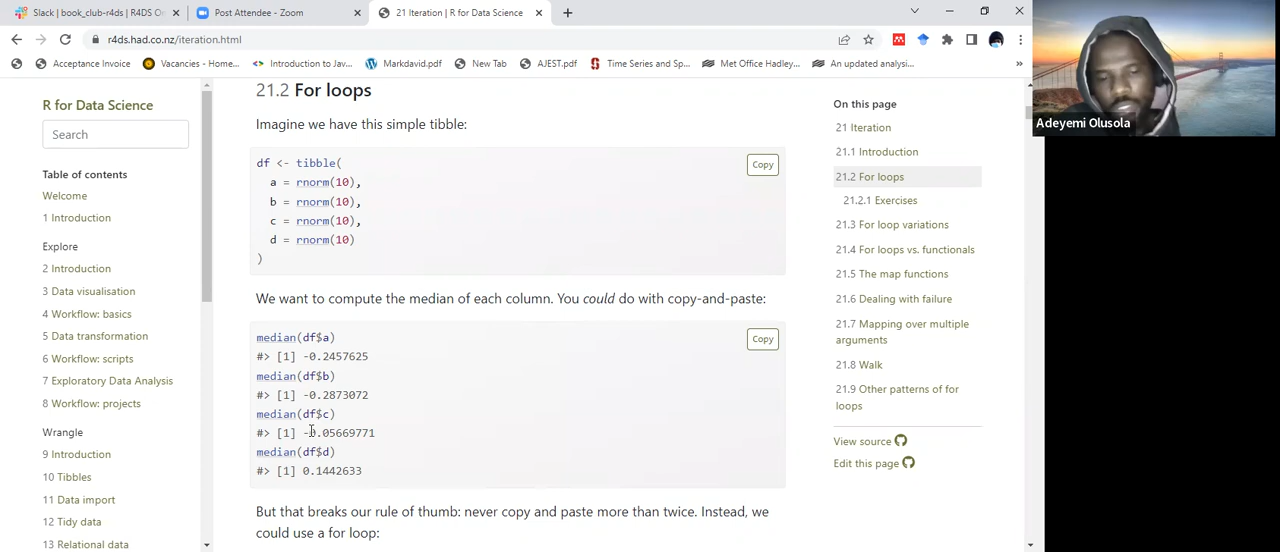 Slack | book_club-r4ds | R4DS On
Post Attendee - Zoom
21 Iteration | R for Data Science
r4ds.had.co.nz/iteration.html
Acceptance Invoice
Vacancies - Home...
Introduction to Jav...
Markdavid.pdf
New Tab
AJEST.pdf
Time Series and Sp...
Met Office Hadley...
An updated analysi...
»
R for Data Science
Search
Table of contents
Welcome
1 Introduction
Explore
2 Introduction
3 Data visualisation
4 Workflow: basics
5 Data transformation
6 Workflow: scripts
7 Exploratory Data Analysis
8 Workflow: projects
Wrangle
9 Introduction
10 Tibbles
11 Data import
12 Tidy data
13 Relational data
21.2 For loops
Imagine we have this simple tibble:
Copy
df <- tibble(
a = rnorm(10),
b = rnorm(10),
c = rnorm(10),
d = rnorm(10)
)
We want to compute the median of each column. You could do with copy-and-paste:
Copy
median(df$a)
#> [1] -0.2457625
median(df$b)
#> [1] -0.2873072
median(df$c)
#> [1] -0.05669771
median(df$d)
#> [1] 0.1442633
But that breaks our rule of thumb: never copy and paste more than twice. Instead, we
could use a for loop:
On this page
21 Iteration
21.1 Introduction
21.2 For loops
21.2.1 Exercises
21.3 For loop variations
21.4 For loops vs. functionals
21.5 The map functions
21.6 Dealing with failure
21.7 Mapping over multiple
arguments
21.8 Walk
21.9 Other patterns of for
loops
View source
Edit this page
Adeyemi Olusola